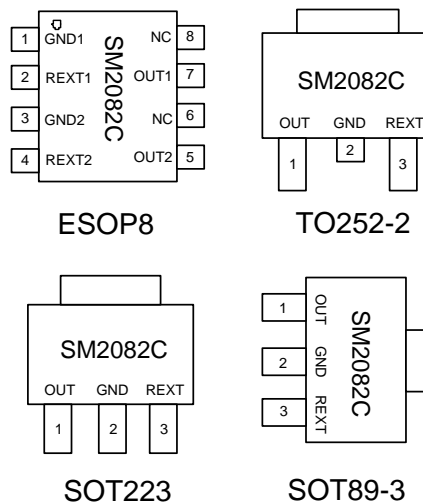 1 GND1 NC 8
2 REXT1 OUT1 7
3 GND2 NC 6
4 REXT2 OUT2 5
SM2082C
ESOP8
SM2082C
OUT GND REXT
1 2 3
TO252-2
SM2082C
OUT GND REXT
1 2 3
SOT223
1 OUT
2 GND
3 REXT
SM2082C
SOT89-3